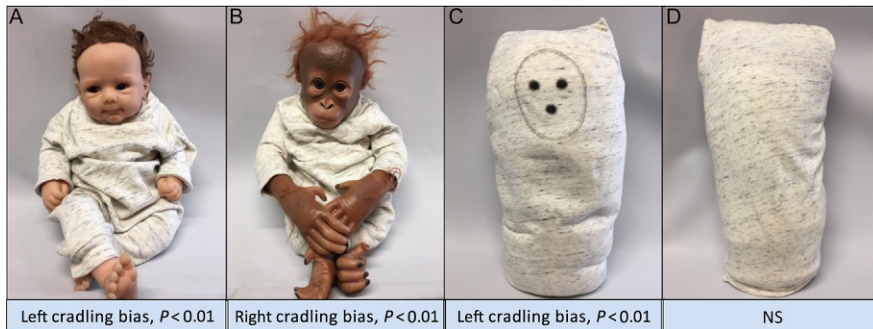 A
B
C
D
Left cradling bias, P < 0.01
Right cradling bias, P < 0.01
Left cradling bias, P < 0.01
NS